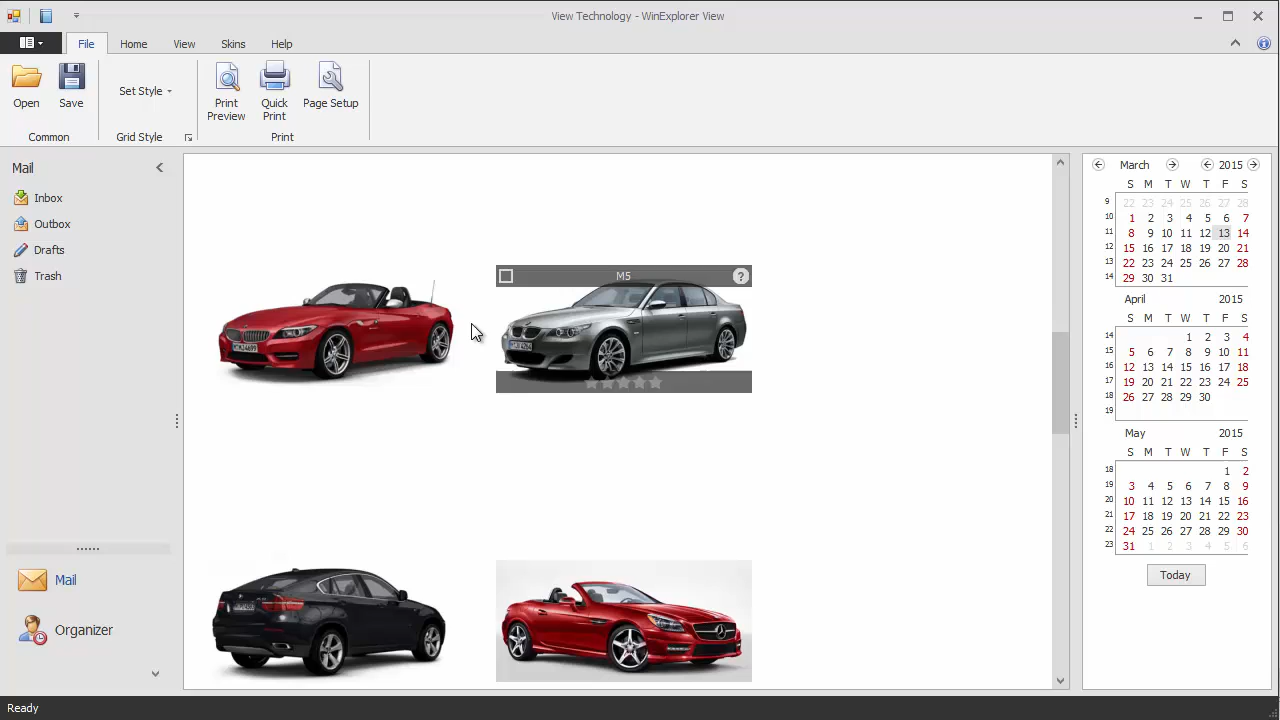 View Technology - WinExplorer View
File Home View Skins Help
Open Save Set Style Print Preview Quick Print Page Setup
Common Grid Style Print
Mail
Inbox
Outbox
Drafts
Trash
Mail
Organizer
M5
?
March 2015
S M T W T F S
9 22 23 24 25 26 27 28
10 1 2 3 4 5 6 7
11 8 9 10 11 12 13 14
12 15 16 17 18 19 20 21
13 22 23 24 25 26 27 28
14 29 30 31
April 2015
S M T W T F S
14 1 2 3 4
15 5 6 7 8 9 10 11
16 12 13 14 15 16 17 18
17 19 20 21 22 23 24 25
18 26 27 28 29 30
19
May 2015
S M T W T F S
18 1 2
19 3 4 5 6 7 8 9
20 10 11 12 13 14 15 16
21 17 18 19 20 21 22 23
22 24 25 26 27 28 29 30
23 31 1 2 3 4 5 6
Today
Ready